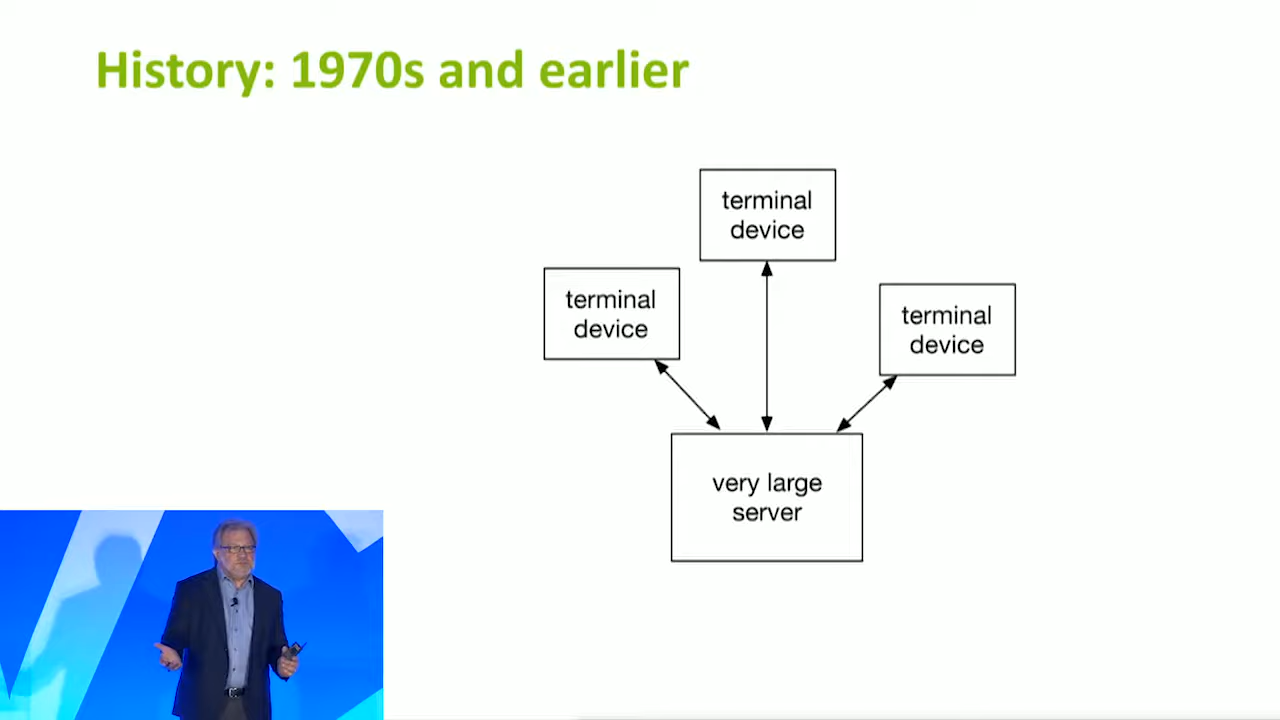 History: 1970s and earlier
terminal
device
terminal
device
terminal
device
very large
server